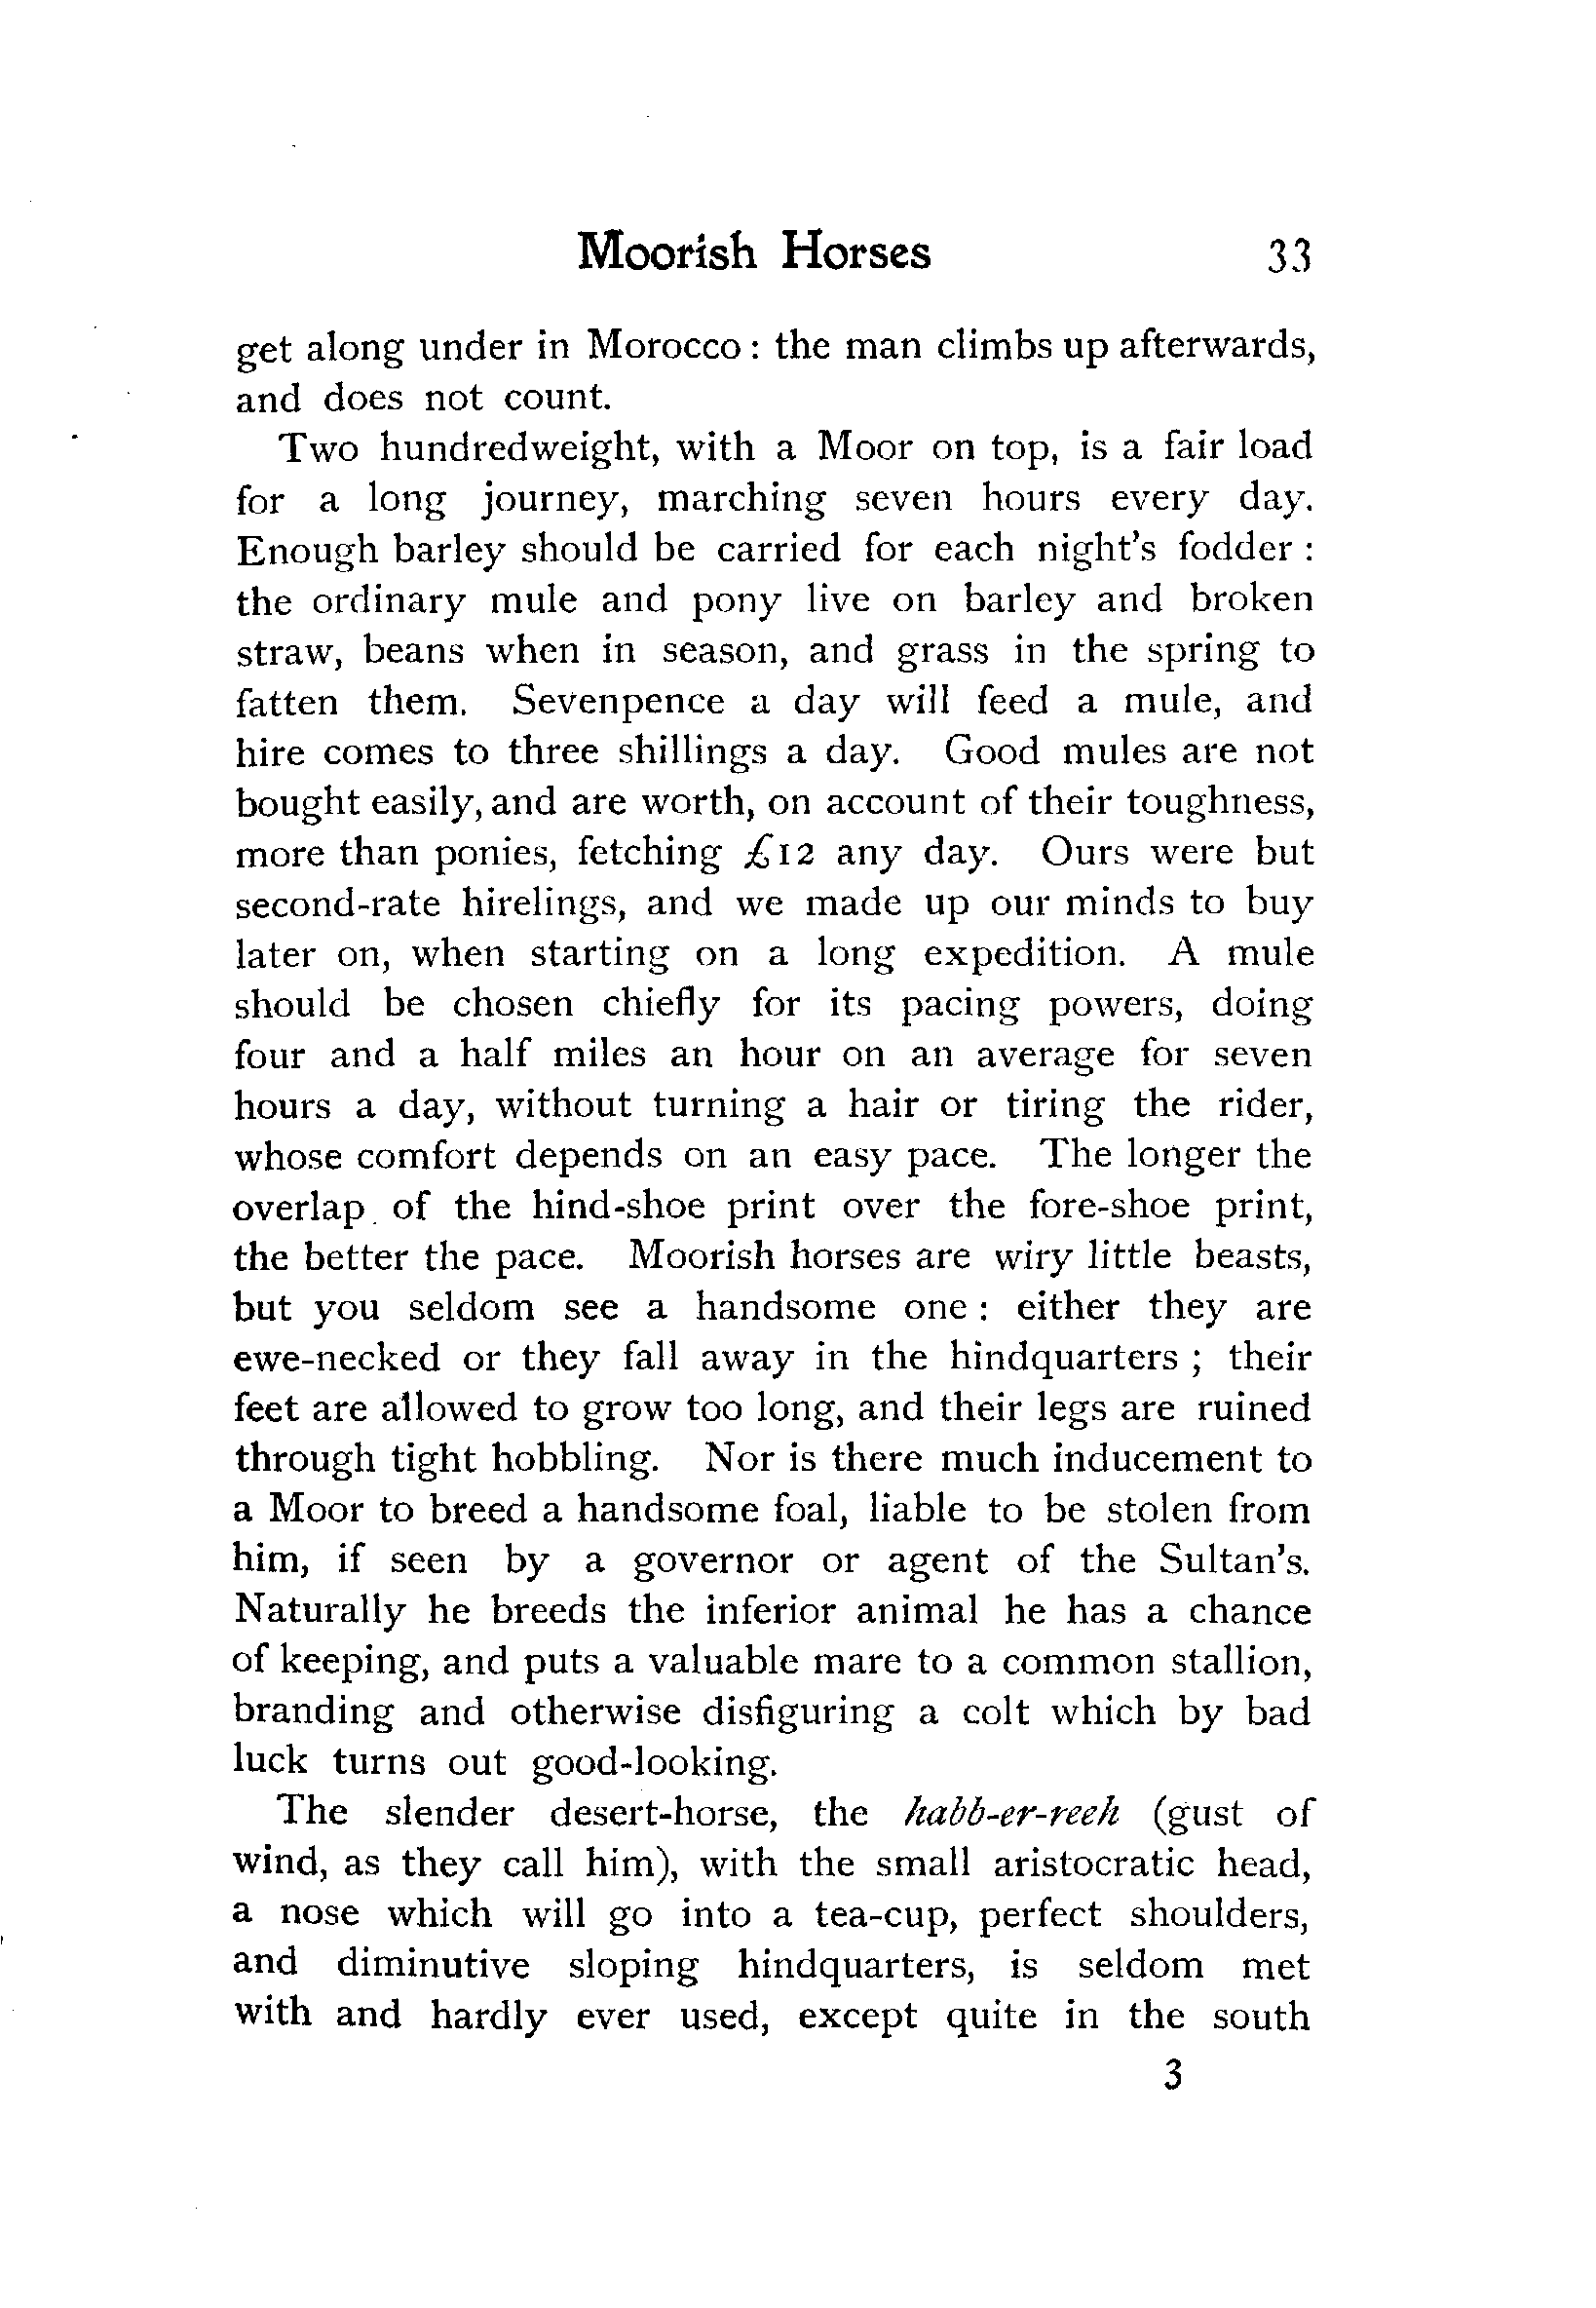 Moorish Horses 33
get along under in Morocco : the man climbs up afterwards,
and does not count.
Two hundredweight, with a Moor on top, is a fair load
for a long journey, marching seven hours every day.
Enough barley should be carried for each night's fodder :
the ordinary mule and pony live on barley and broken
straw, beans when in season, and grass in the spring to
fatten them. Sevenpence a day will feed a mule, and
hire comes to three shillings a day. Good mules are not
bought easily, and are worth, on account of their toughness,
more than ponies, fetching £12 any day. Ours were but
second-rate hirelings, and we made up our minds to buy
later on, when starting on a long expedition. A mule
should be chosen chiefly for its pacing powers, doing
four and a half miles an hour on an average for seven
hours a day, without turning a hair or tiring the rider,
whose comfort depends on an easy pace. The longer the
overlap of the hind-shoe print over the fore-shoe print,
the better the pace. Moorish horses are wiry little beasts,
but you seldom see a handsome one : either they are
ewe-necked or they fall away in the hindquarters ; their
feet are allowed to grow too long, and their legs are ruined
through tight hobbling. Nor is there much inducement to
a Moor to breed a handsome foal, liable to be stolen from
him, if seen by a governor or agent of the Sultan's.
Naturally he breeds the inferior animal he has a chance
of keeping, and puts a valuable mare to a common stallion,
branding and otherwise disfiguring a colt which by bad
luck turns out good-looking.
The slender desert-horse, the habb-er-reeh (gust of
wind, as they call him), with the small aristocratic head,
a nose which will go into a tea-cup, perfect shoulders,
and diminutive sloping hindquarters, is seldom met
with and hardly ever used, except quite in the south
3